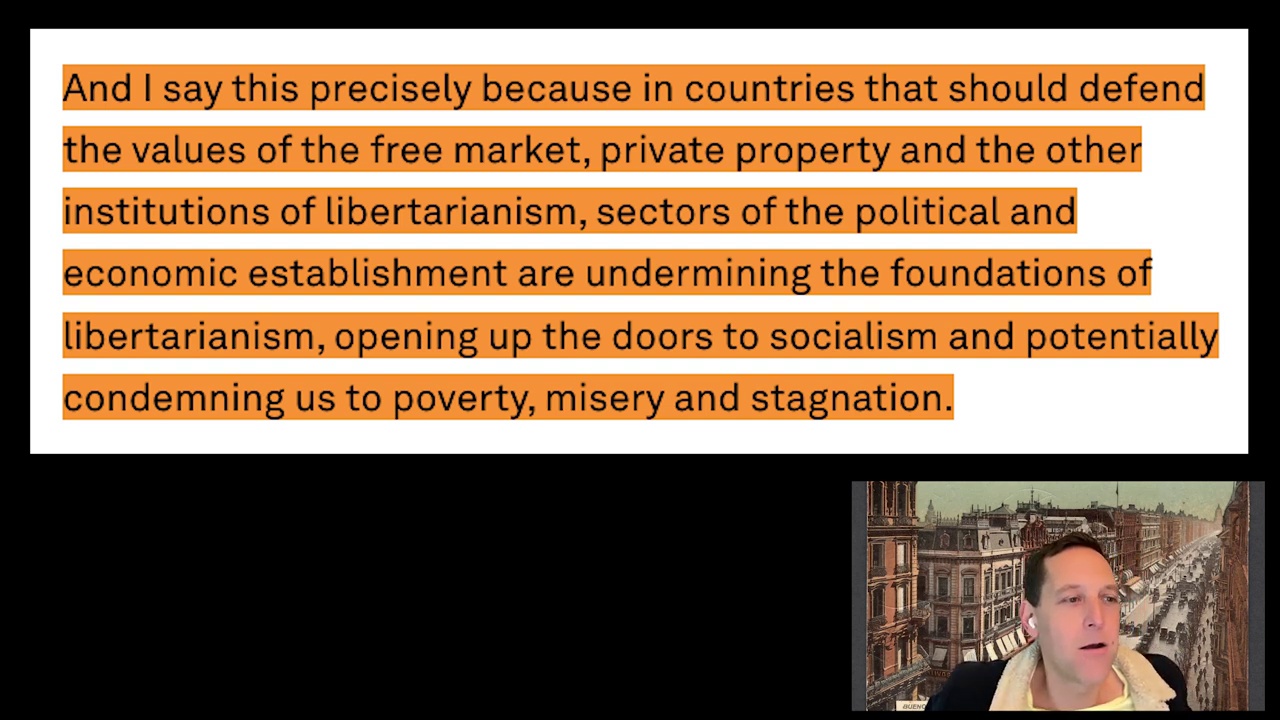 And I say this precisely because in countries that should defend
the values of the free market, private property and the other
institutions of libertarianism, sectors of the political and
economic establishment are undermining the foundations of
libertarianism, opening up the doors to socialism and potentially
condemning us to poverty, misery and stagnation.